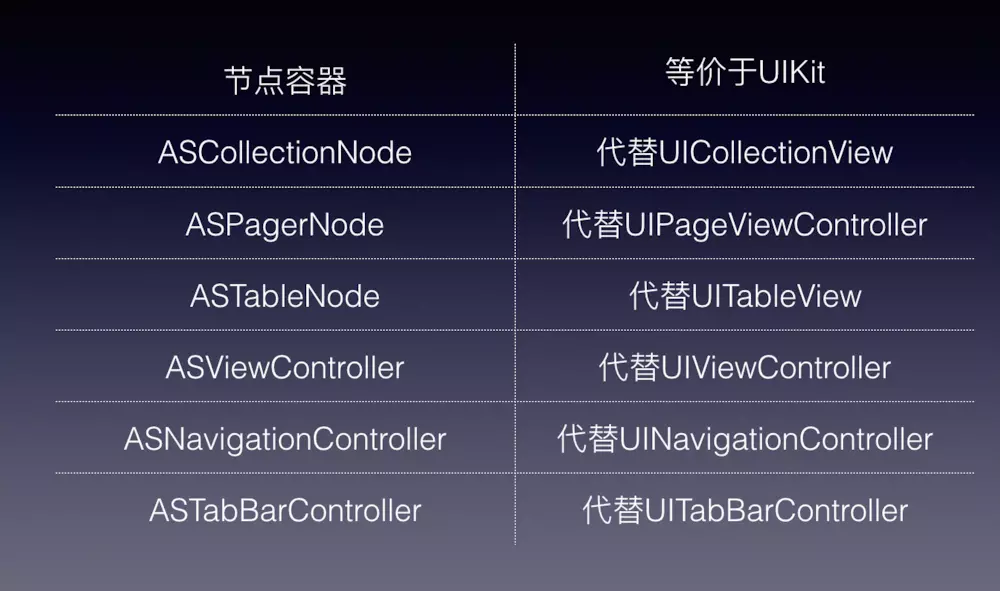 节点容器
等价于UIKit
ASCollectionNode
代替UICollectionView
ASPagerNode
代替UIPageViewController
ASTableNode
代替UITableView
ASViewController
代替UIViewController
ASNavigationController
代替UINavigationController
ASTabBarController
代替UITabBarController